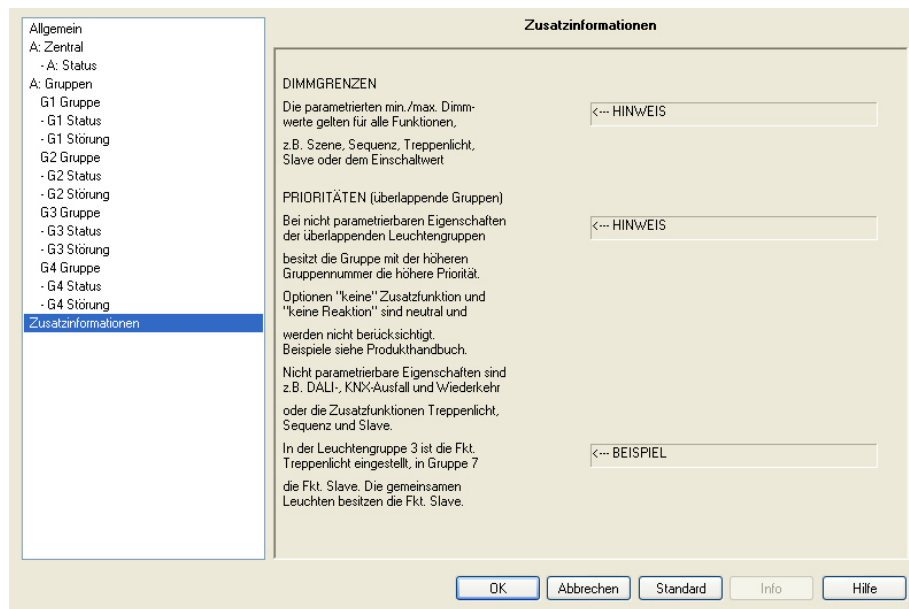 Allgemein
A: Zentral
- A: Status
A: Gruppen
G1 Gruppe
- G1 Status
- G1 Störung
G2 Gruppe
- G2 Status
- G2 Störung
G3 Gruppe
- G3 Status
- G3 Störung
G4 Gruppe
- G4 Status
- G4 Störung
Zusatzinformationen
Zusatzinformationen
DIMMGRENZEN
Die parametrierten min./max. Dimm-
werte gelten für alle Funktionen,
<--- HINWEIS
z.B. Szene, Sequenz, Treppenlicht,
Slave oder dem Einschaltwert
PRIORITÄTEN (überlappende Gruppen)
Bei nicht parametrierbaren Eigenschaften
der überlappenden Leuchtengruppen
<--- HINWEIS
besitzt die Gruppe mit der höheren
Gruppennummer die höhere Priorität.
Optionen "keine" Zusatzfunktion und
"keine Reaktion" sind neutral und
werden nicht berücksichtigt.
Beispiele siehe Produkthandbuch.
Nicht parametrierbare Eigenschaften sind
z.B. DALI-, KNX-Ausfall und Wiederkehr
oder die Zusatzfunktionen Treppenlicht,
Sequenz und Slave.
In der Leuchtengruppe 3 ist die Fkt.
Treppenlicht eingestellt, in Gruppe 7
<--- BEISPIEL
die Fkt. Slave. Die gemeinsamen
Leuchten besitzen die Fkt. Slave.
OK Abbrechen Standard Info Hilfe